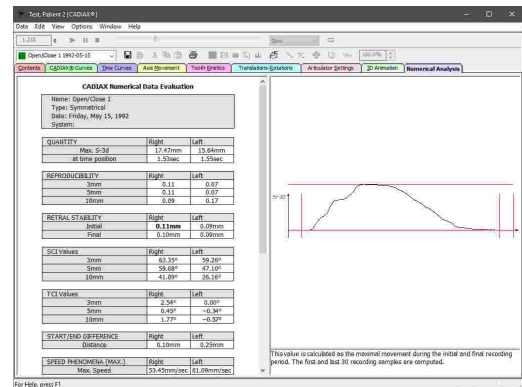 Test, Patient 2 [CADIAX®]
Data Edit View Options Window Help
1.210 s
Open/Close 1 1992-05-15
100.0%
Contents CADIAX® Curves Time Curves Axis Movement Tooth Kinetics Translations-Rotations Articulator Settings 3D Animation Numerical Analysis
CADIAX Numerical Data Evaluation
Name: Open/Close 1
Type: Symmetrical
Date: Friday, May 15, 1992
System:
QUANTITY Right Left
Max. S-3d 17.47mm 15.64mm
at time position 1.53sec 1.55sec
REPRODUCIBILITY Right Left
3mm 0.11 0.07
5mm 0.11 0.07
10mm 0.09 0.17
RETRAL STABILITY Right Left
Initial 0.11mm 0.09mm
Final 0.10mm 0.09mm
SCI Values Right Left
3mm 63.35° 59.26°
5mm 59.08° 47.10°
10mm 41.89° 26.16°
TCI Values Right Left
3mm 2.54° 0.00°
5mm 0.45° -0.34°
10mm 1.77° -0.57°
START/END DIFFERENCE Right Left
Distance 0.10mm 0.25mm
SPEED PHENOMENA (MAX.) Right Left
Max. Speed 53.45mm/sec 61.09mm/sec
S-3D
This value is calculated as the maximal movement during the initial and final recording
period. The first and last 30 recording samples are computed.
For Help, press F1